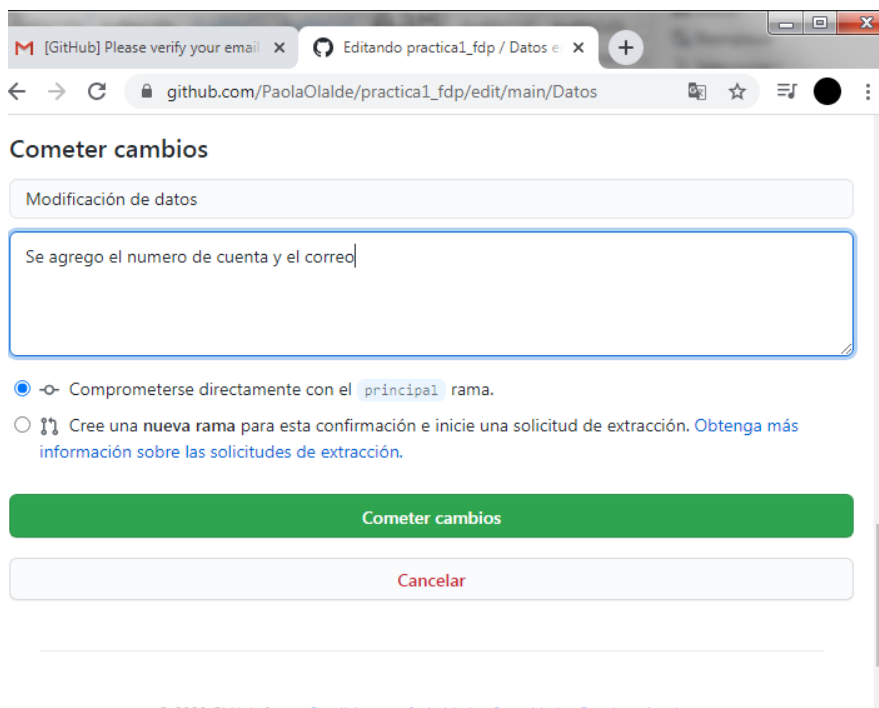 [GitHub] Please verify your email
Editando practica1_fdp / Datos e
github.com/PaolaOlalde/practica1_fdp/edit/main/Datos
Cometer cambios
Modificación de datos
Se agrego el numero de cuenta y el correo
Comprometerse directamente con el principal rama.
Cree una nueva rama para esta confirmación e inicie una solicitud de extracción. Obtenga más
información sobre las solicitudes de extracción.
Cometer cambios
Cancelar